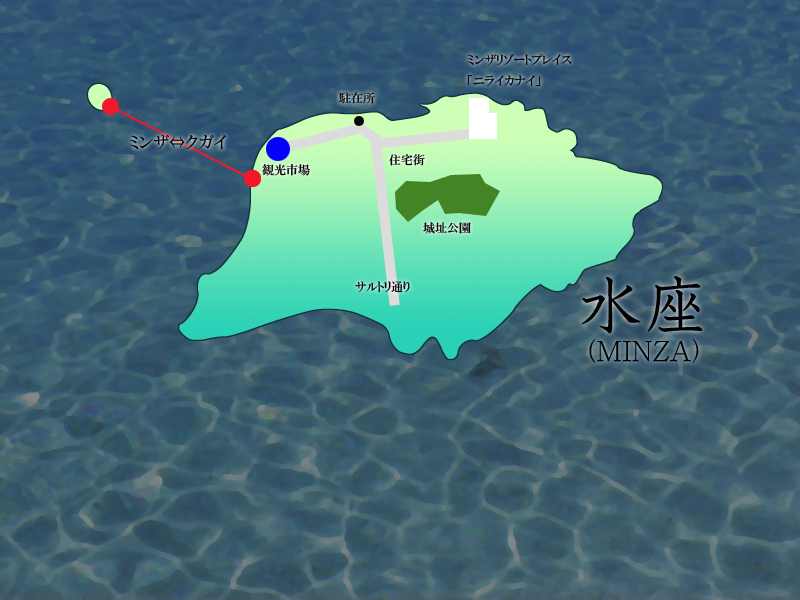 ミンザリゾートプレイス
「ニライカナイ」
駐在所
ミンザ⇔クガイ
住宅街
観光市場
城址公園
サルトリ通り
水座
(MINZA)